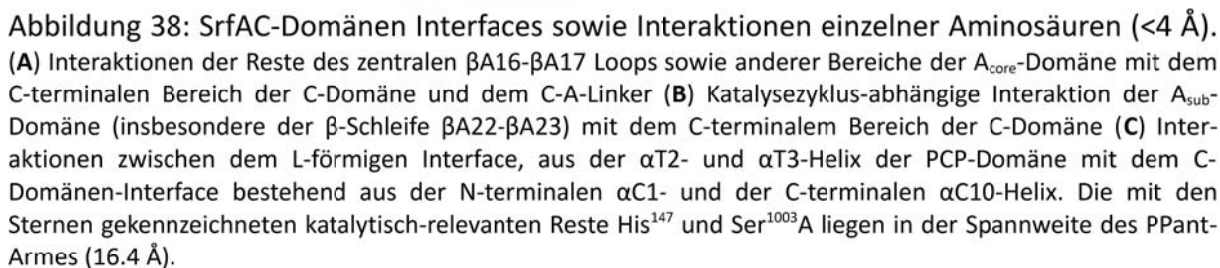 Abbildung 38: SrfAC-Domänen Interfaces sowie Interaktionen einzelner Aminosäuren (<4 Å).
(A) Interaktionen der Reste des zentralen βA16-βA17 Loops sowie anderer Bereiche der Acore-Domäne mit dem
C-terminalen Bereich der C-Domäne und dem C-A-Linker (B) Katalysezyklus-abhängige Interaktion der Asub-
Domäne (insbesondere der β-Schleife βA22-βA23) mit dem C-terminalem Bereich der C-Domäne (C) Inter-
aktionen zwischen dem L-förmigen Interface, aus der αT2- und αT3-Helix der PCP-Domäne mit dem C-
Domänen-Interface bestehend aus der N-terminalen αC1- und der C-terminalen αC10-Helix. Die mit den
Sternen gekennzeichneten katalytisch-relevanten Reste His147 und Ser1003A liegen in der Spannweite des PPant-
Armes (16.4 Å).